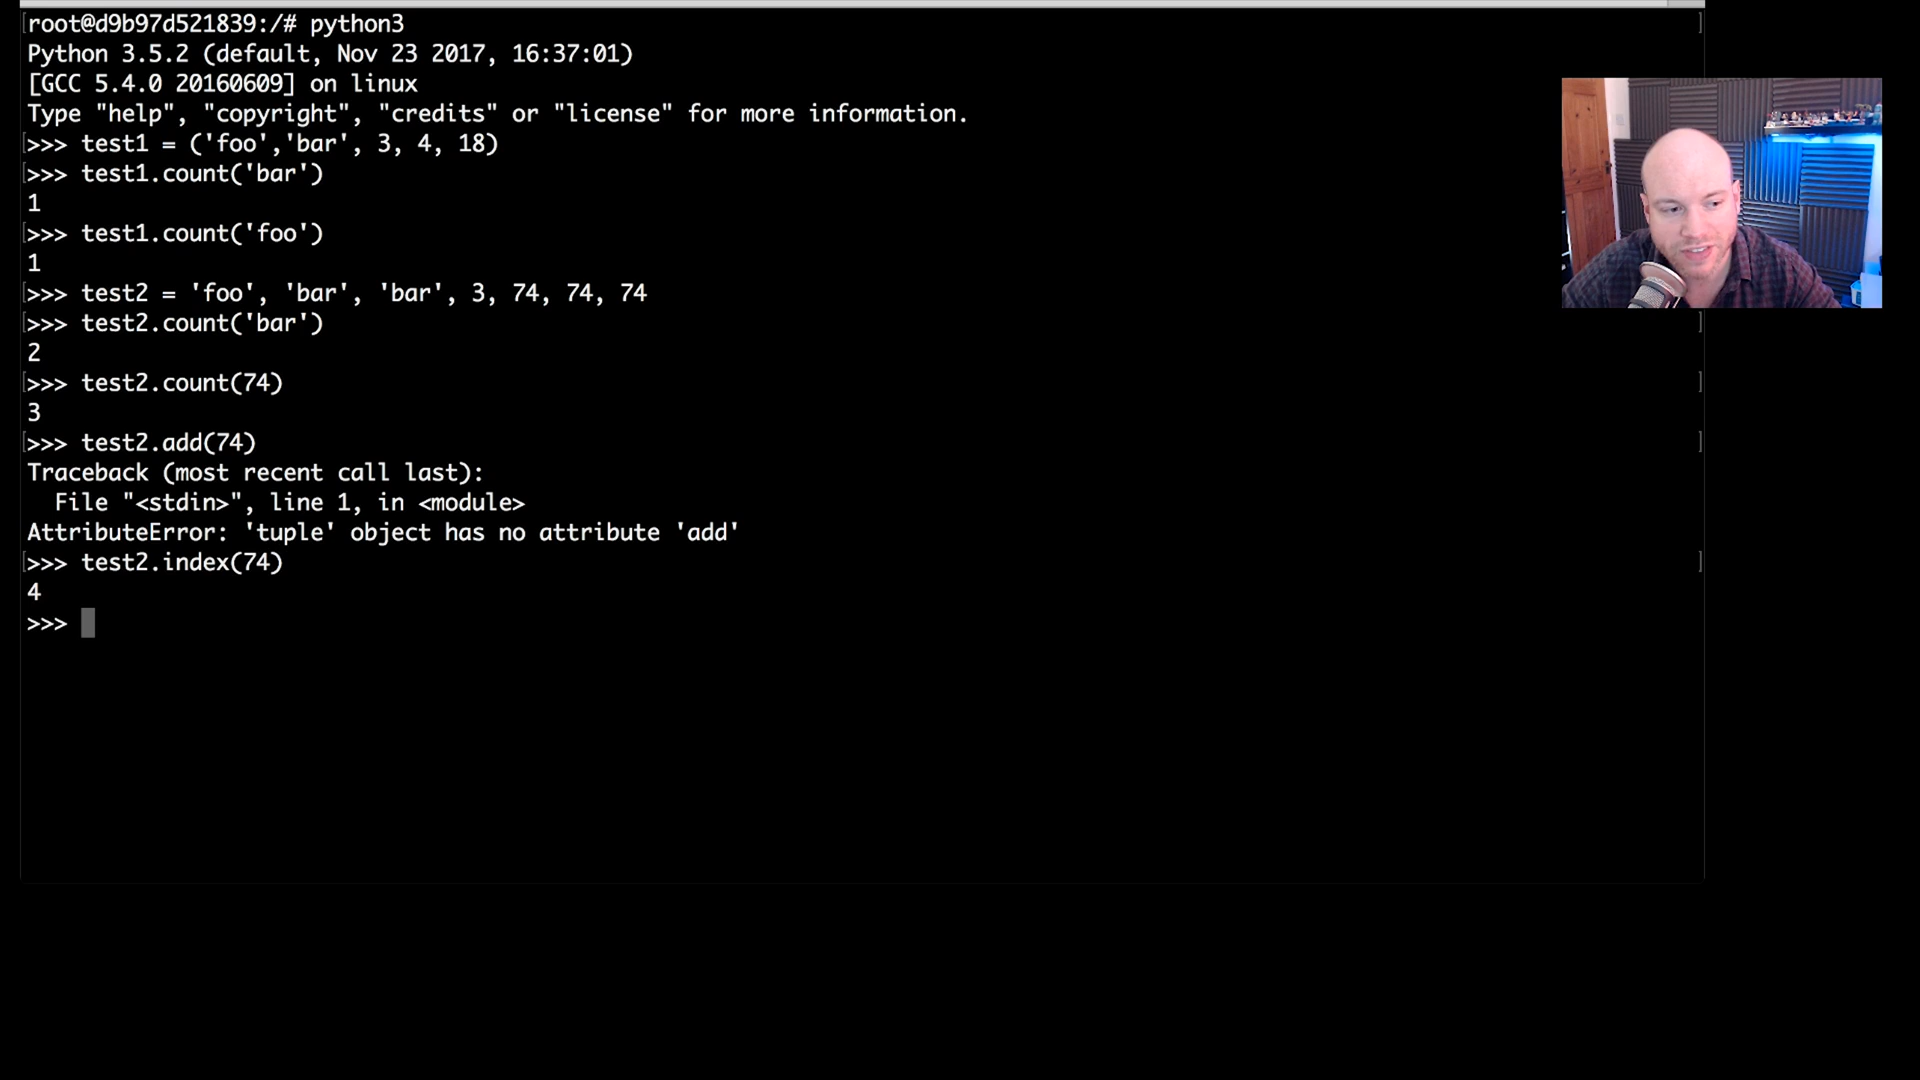 root@d9b97d521839:/# python3
Python 3.5.2 (default, Nov 23 2017, 16:37:01)
[GCC 5.4.0 20160609] on linux
Type "help", "copyright", "credits" or "license" for more information.
>>> test1 = ('foo','bar', 3, 4, 18)
>>> test1.count('bar')
1
>>> test1.count('foo')
1
>>> test2 = 'foo', 'bar', 'bar', 3, 74, 74, 74
>>> test2.count('bar')
2
>>> test2.count(74)
3
>>> test2.add(74)
Traceback (most recent call last):
  File "<stdin>", line 1, in <module>
AttributeError: 'tuple' object has no attribute 'add'
>>> test2.index(74)
4
>>>